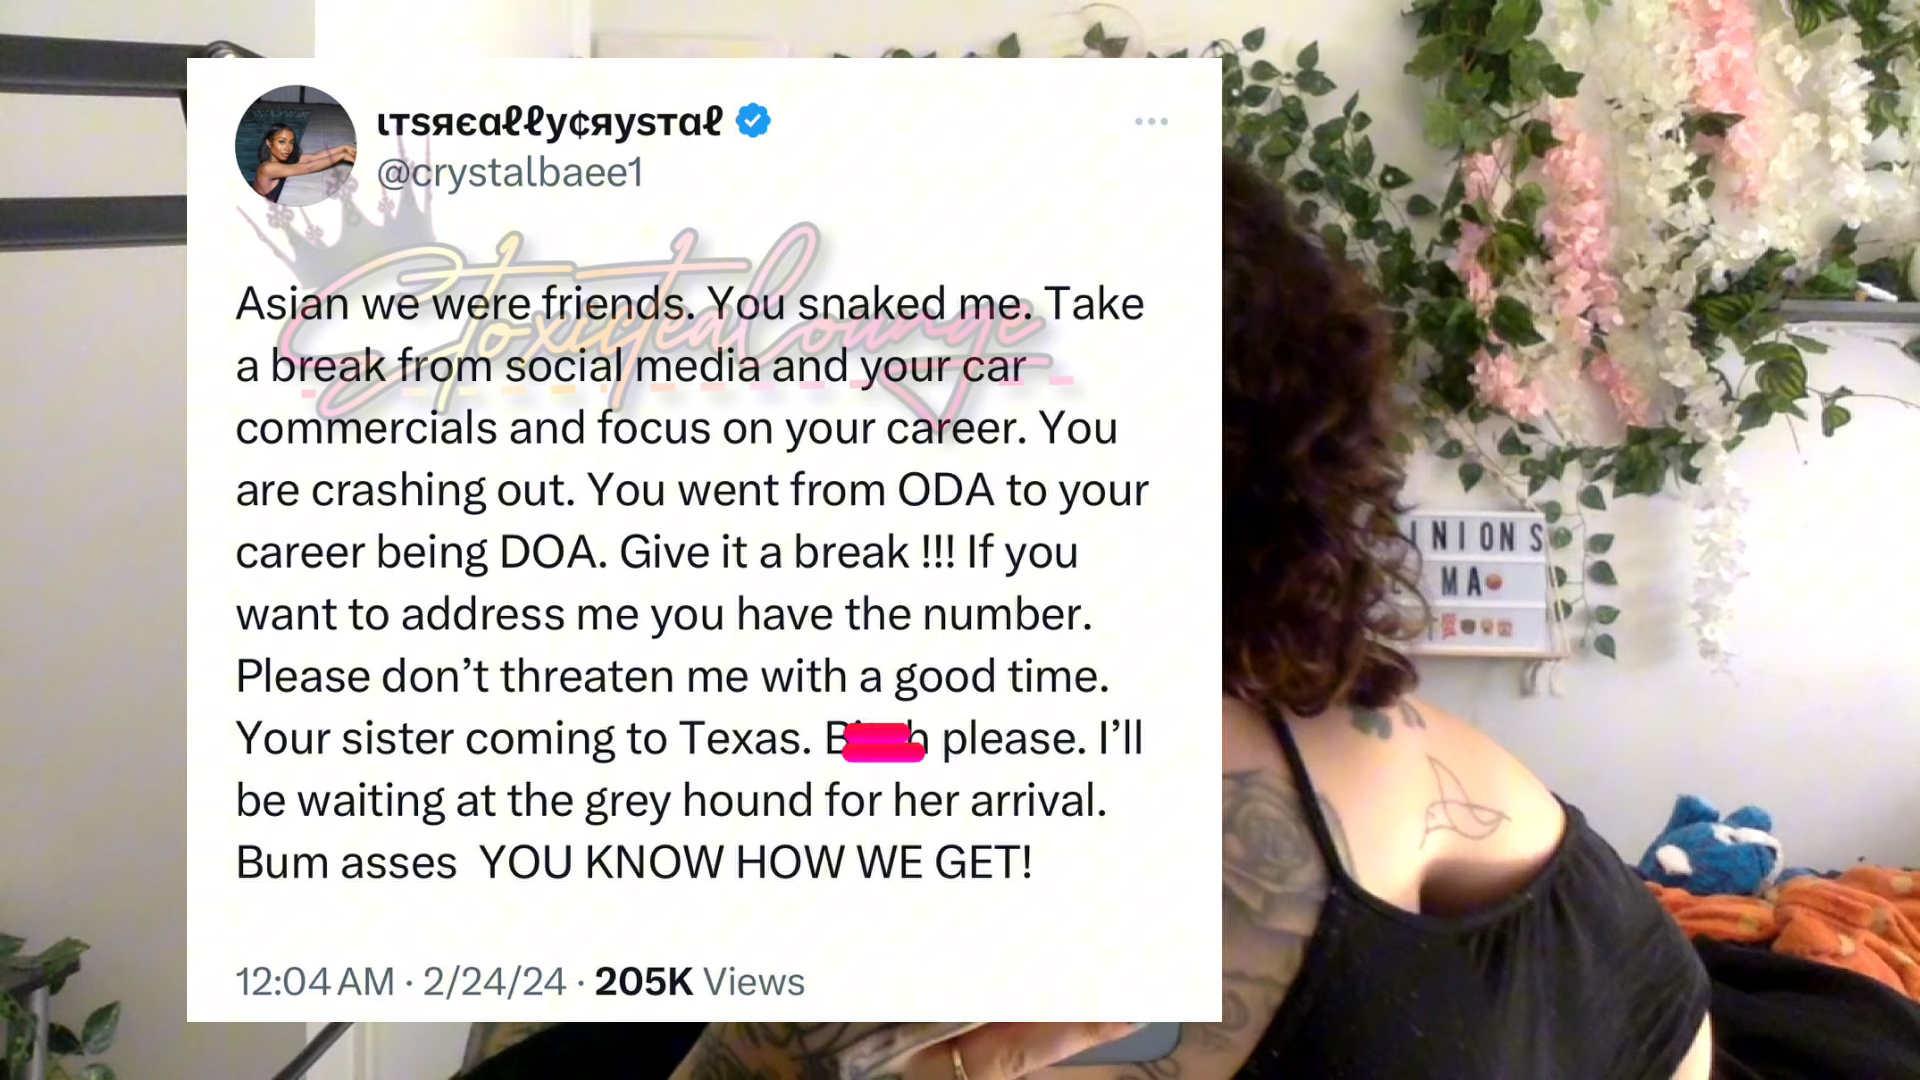 ιтsяєαℓℓy¢яysтαℓ
@crystalbaee1
Stoxictealounge
Asian we were friends. You snaked me. Take
a break from social media and your car
commercials and focus on your career. You
are crashing out. You went from ODA to your
career being DOA. Give it a break !!! If you
want to address me you have the number.
Please don’t threaten me with a good time.
Your sister coming to Texas. please. I’ll
be waiting at the grey hound for her arrival.
Bum asses YOU KNOW HOW WE GET!
12:04 AM · 2/24/24 · 205K Views
INIONS
MA